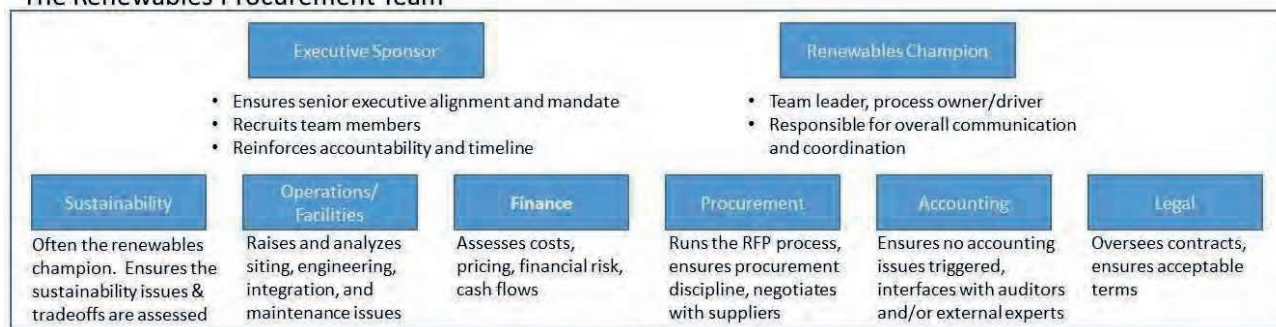 The Renewables Procurement Team
Executive Sponsor
• Ensures senior executive alignment and mandate
• Recruits team members
• Reinforces accountability and timeline
Renewables Champion
• Team leader, process owner/driver
• Responsible for overall communication
and coordination
Sustainability
Often the renewables
champion. Ensures the
sustainability issues &
tradeoffs are assessed
Operations/
Facilities
Raises and analyzes
siting, engineering,
integration, and
maintenance issues
Finance
Assesses costs,
pricing, financial risk,
cash flows
Procurement
Runs the RFP process,
ensures procurement
discipline, negotiates
with suppliers
Accounting
Ensures no accounting
issues triggered,
interfaces with auditors
and/or external experts
Legal
Oversees contracts,
ensures acceptable
terms